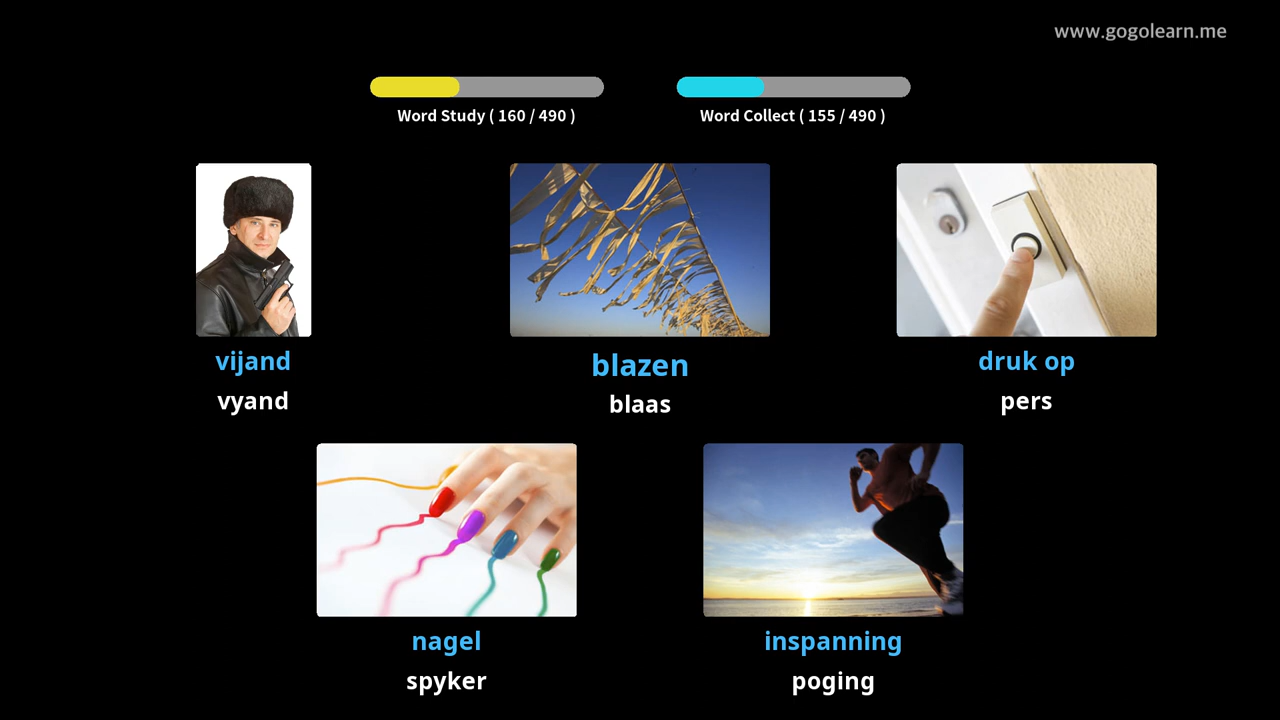 www.gogolearn.me
Word Study ( 160 / 490 )
Word Collect ( 155 / 490 )
vijand
vyand
blazen
blaas
druk op
pers
nagel
spyker
inspanning
poging